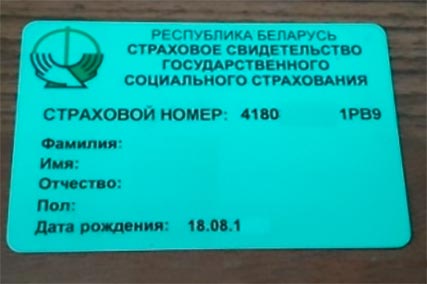 РЕСПУБЛИКА БЕЛАРУСЬ
СТРАХОВОЕ СВИДЕТЕЛЬСТВО
ГОСУДАРСТВЕННОГО
СОЦИАЛЬНОГО СТРАХОВАНИЯ
СТРАХОВОЙ НОМЕР: 4180 1РВ9
Фамилия:
Имя:
Отчество:
Пол:
Дата рождения: 18.08.1